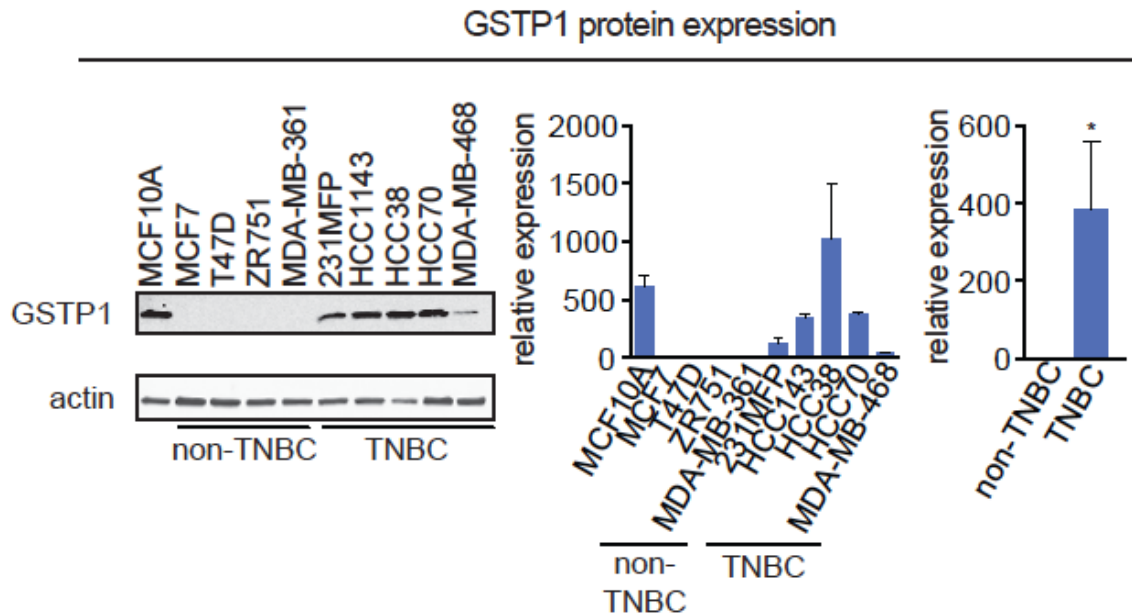 GSTP1 protein expression
MCF10A
MCF7
T47D
ZR751
MDA-MB-361
231MFP
HCC1143
HCC38
HCC70
MDA-MB-468
GSTP1
actin
non-TNBC
TNBC
relative expression
2000
1500
1000
500
0
MCF10A
MCF7
T47D
ZR751
MDA-MB-361
231MFP
HCC143
HCC38
HCC70
MDA-MB-468
non-
TNBC
TNBC
relative expression
600
400
200
0
*
non-TNBC
TNBC